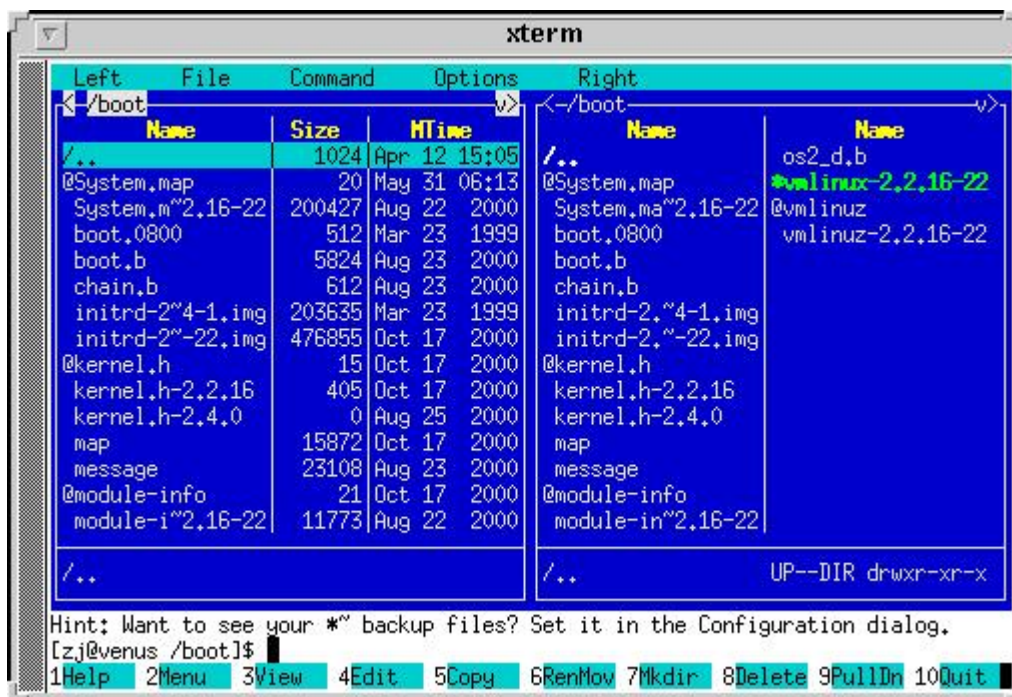 xterm
Left File Command Options Right
<-/boot v> <-/boot v>
Name Size MTime Name Name
/.. 1024 Apr 12 15:05 /.. os2_d.b
@System.map 20 May 31 06:13 @System.map *vmlinux-2.2.16-22
System.m~2.16-22 200427 Aug 22 2000 System.ma~2.16-22 @vmlinuz
boot.0800 512 Mar 23 1999 boot.0800 vmlinuz-2.2.16-22
boot.b 5824 Aug 23 2000 boot.b
chain.b 612 Aug 23 2000 chain.b
initrd-2~4-1.img 203635 Mar 23 1999 initrd-2.~4-1.img
initrd-2~-22.img 476855 Oct 17 2000 initrd-2.~-22.img
@kernel.h 15 Oct 17 2000 @kernel.h
kernel.h-2.2.16 405 Oct 17 2000 kernel.h-2.2.16
kernel.h-2.4.0 0 Aug 25 2000 kernel.h-2.4.0
map 15872 Oct 17 2000 map
message 23108 Aug 23 2000 message
@module-info 21 Oct 17 2000 @module-info
module-i~2.16-22 11773 Aug 22 2000 module-in~2.16-22
/.. /.. UP--DIR drwxr-xr-x
Hint: Want to see your *~ backup files? Set it in the Configuration dialog.
[zj@venus /boot]$
1Help 2Menu 3View 4Edit 5Copy 6RenMov 7Mkdir 8Delete 9PullDn 10Quit